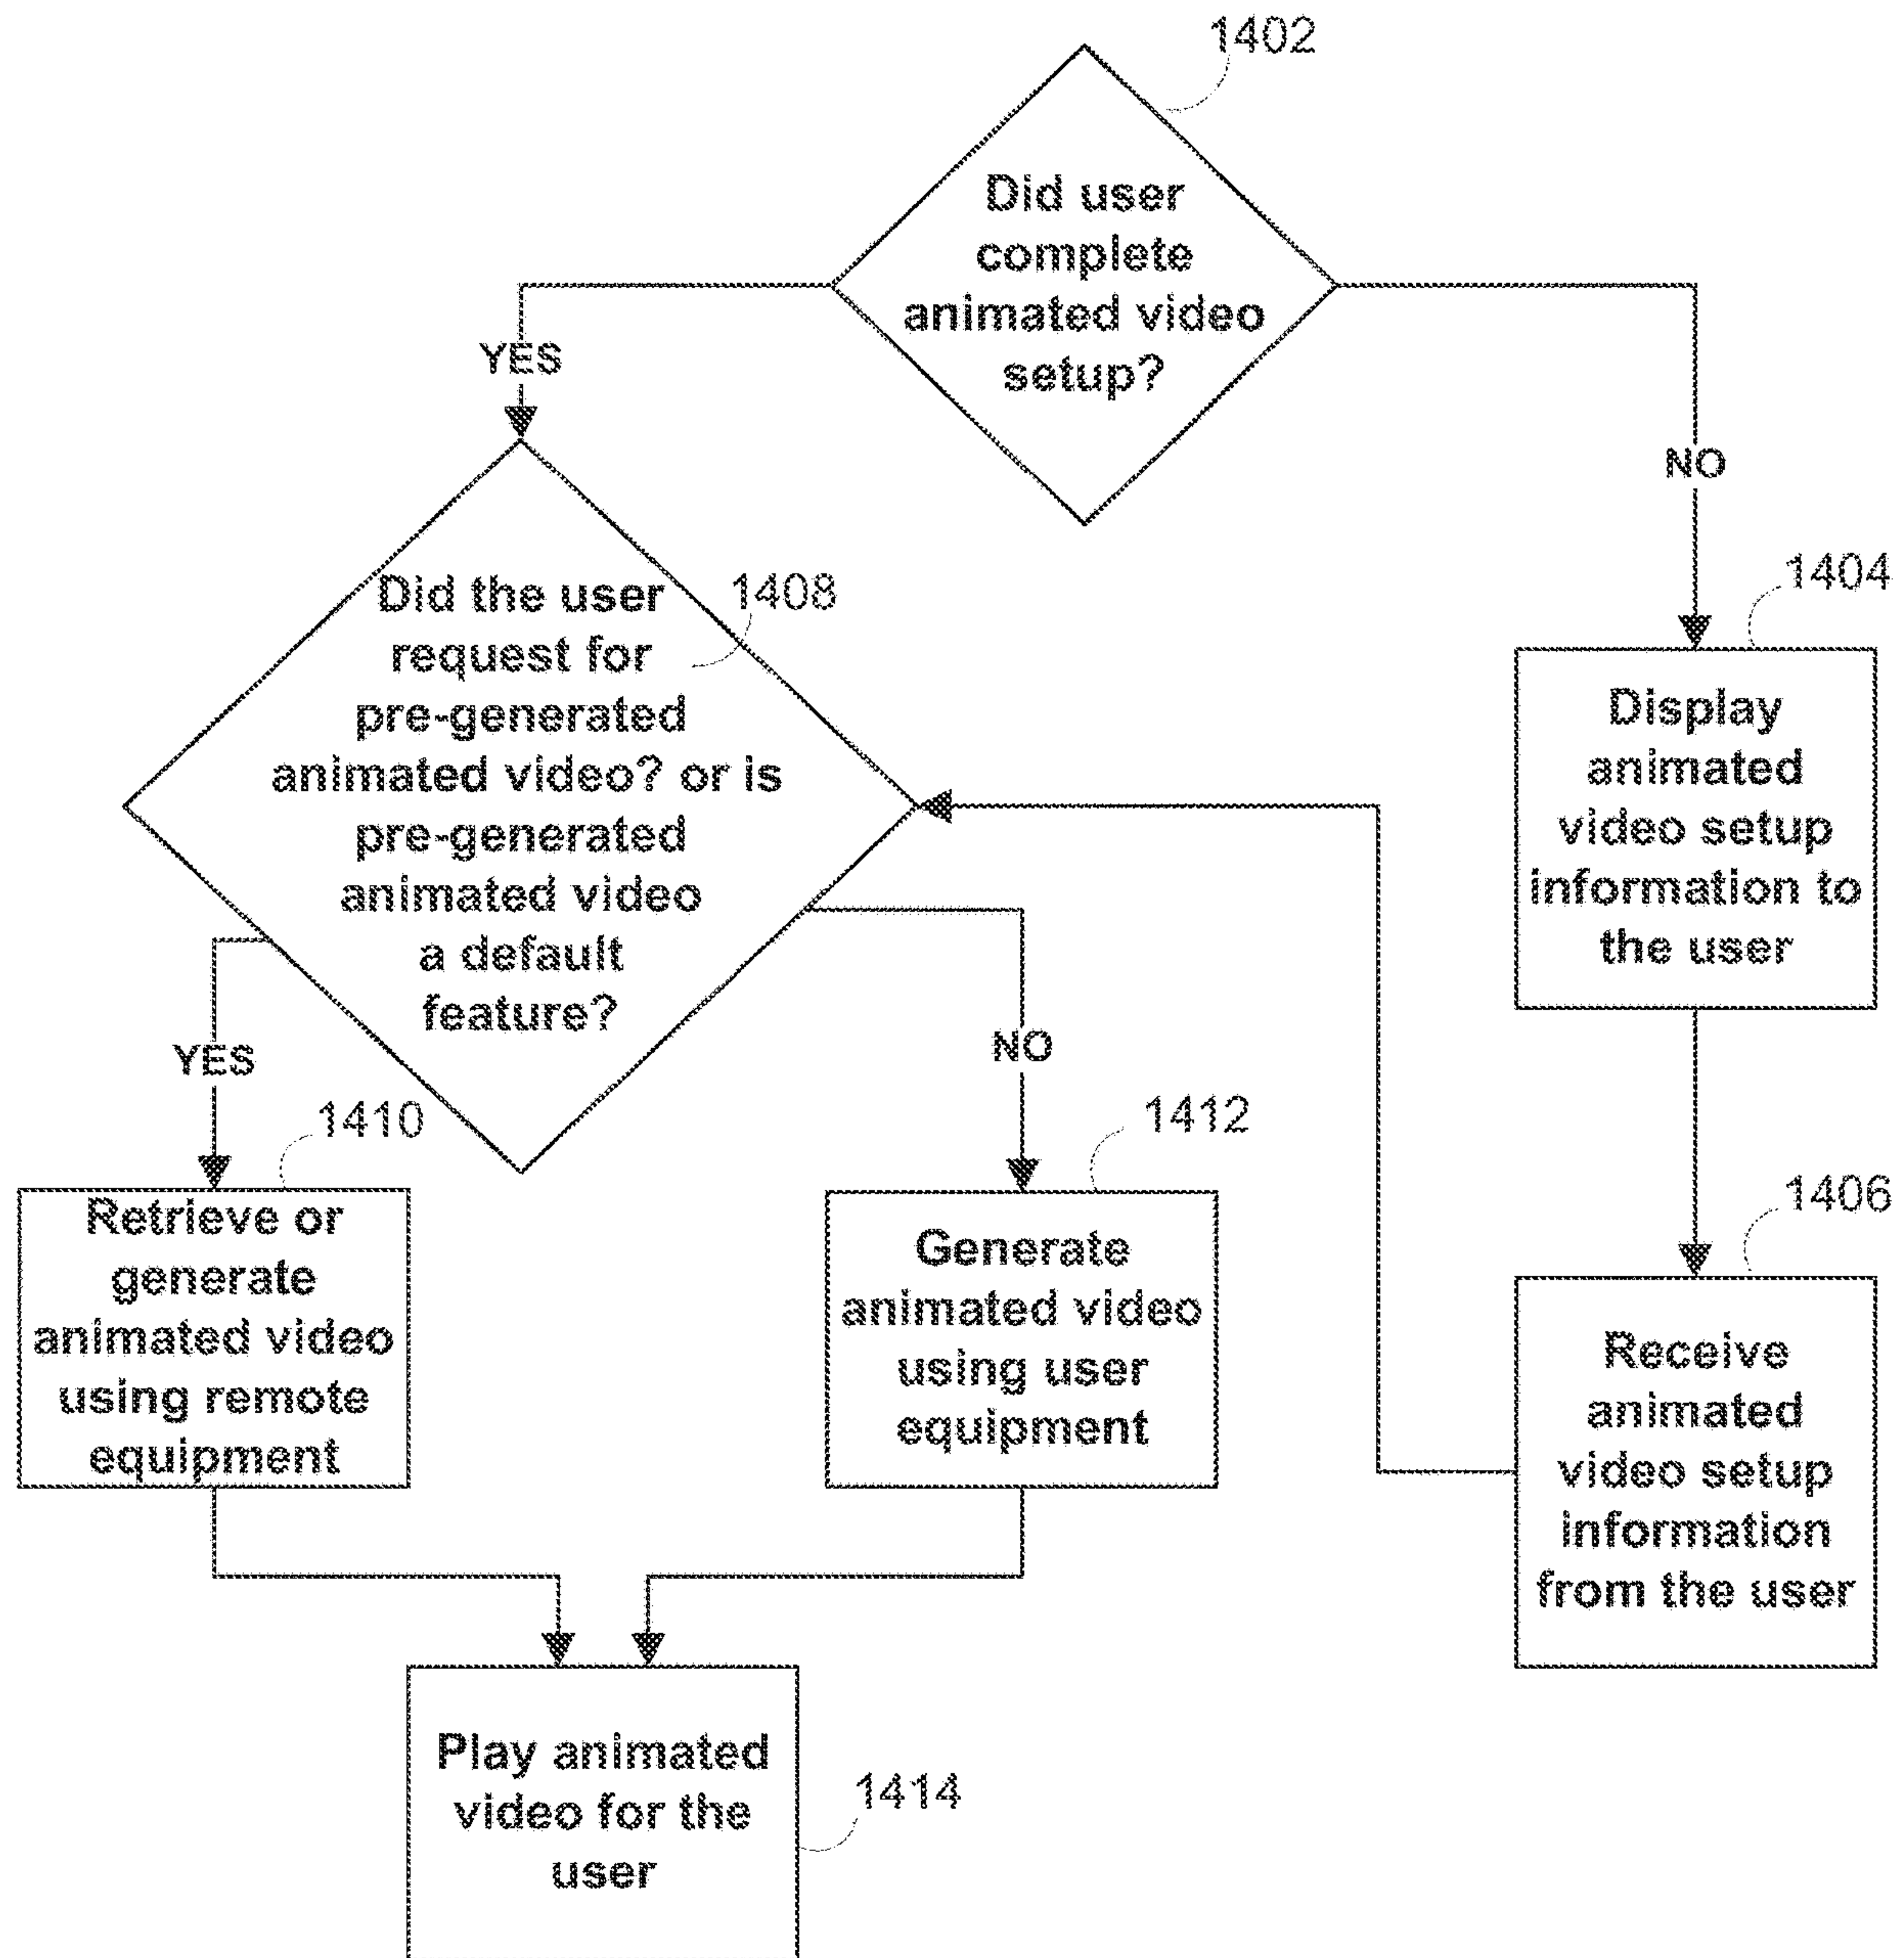 1402
Did user
complete
animated video
setup?
YES
NO
1408
Did the user
request for
pre-generated
animated video? or is
pre-generated
animated video
a default
feature?
1404
Display
animated
video setup
information to
the user
YES
NO
1410
Retrieve or
generate
animated video
using remote
equipment
1412
Generate
animated video
using user
equipment
1406
Receive
animated
video setup
information
from the user
Play animated
video for the
user
1414